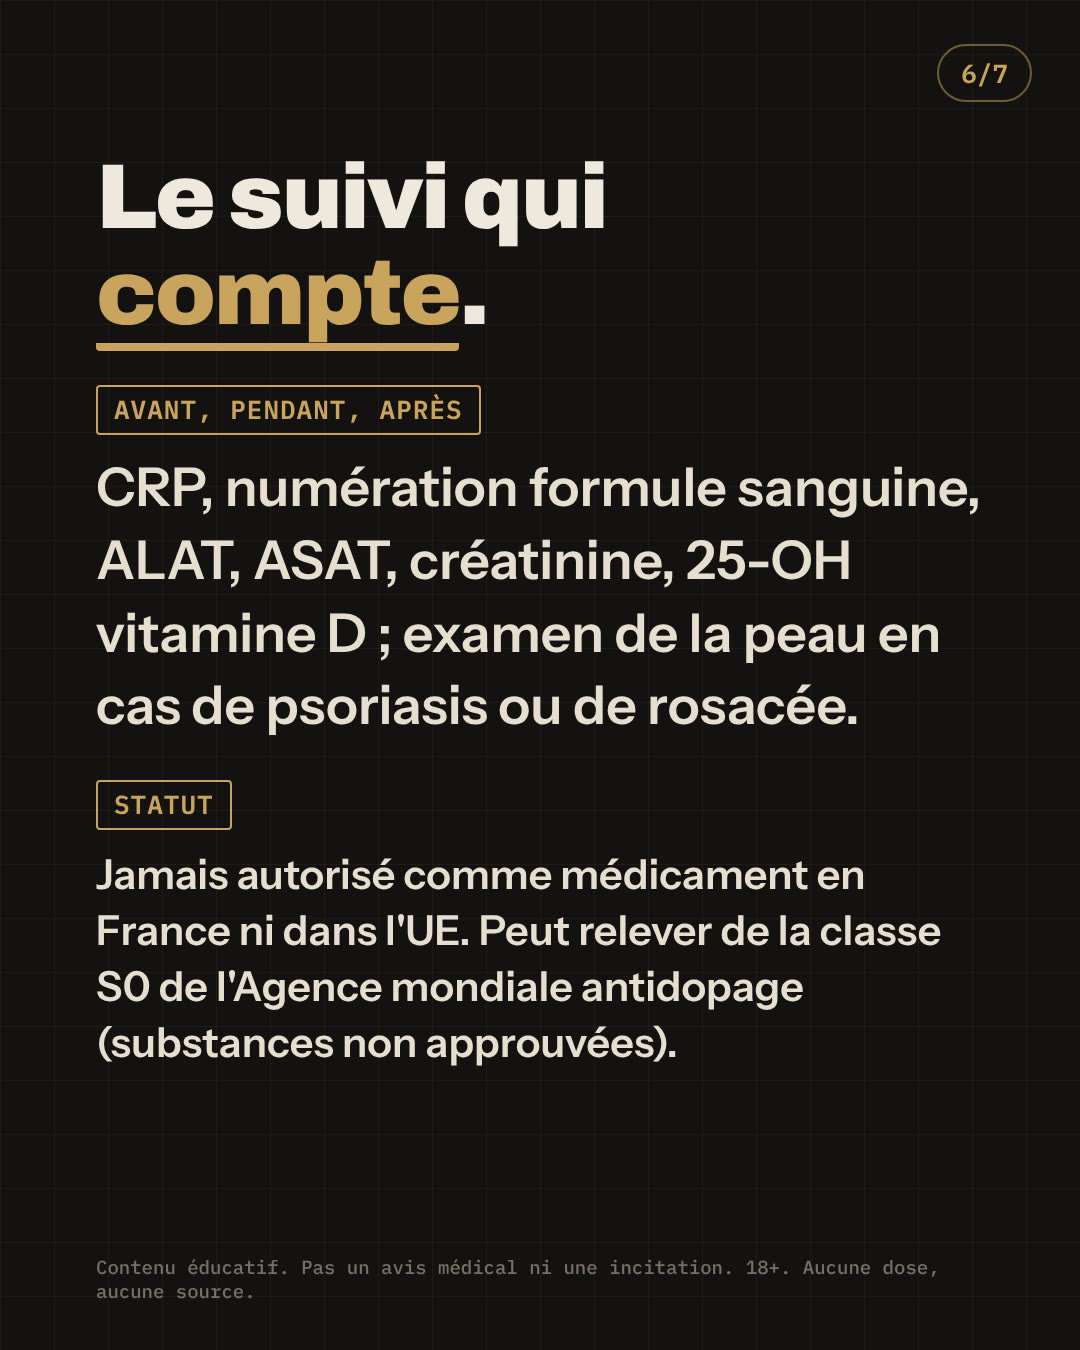 6/7
Le suivi qui
compte.
AVANT, PENDANT, APRÈS
CRP, numération formule sanguine,
ALAT, ASAT, créatinine, 25-OH
vitamine D ; examen de la peau en
cas de psoriasis ou de rosacée.
STATUT
Jamais autorisé comme médicament en
France ni dans l'UE. Peut relever de la classe
S0 de l'Agence mondiale antidopage
(substances non approuvées).
Contenu éducatif. Pas un avis médical ni une incitation. 18+. Aucune dose,
aucune source.